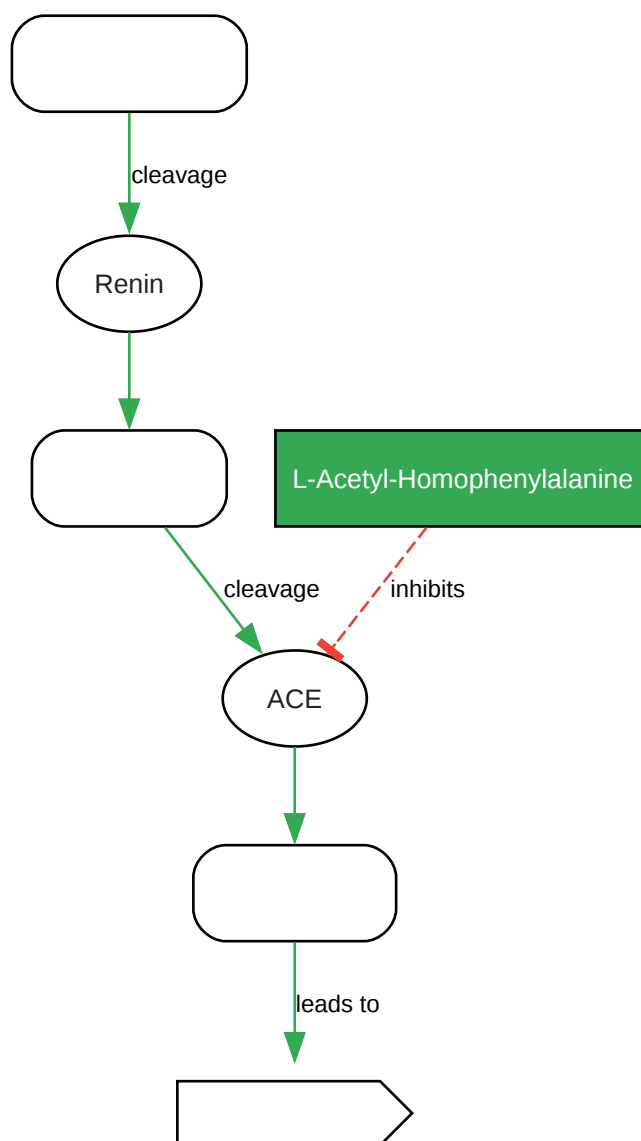 cleavage
Renin
L-Acetyl-Homophenylalanine
cleavage
inhibits
ACE
leads to